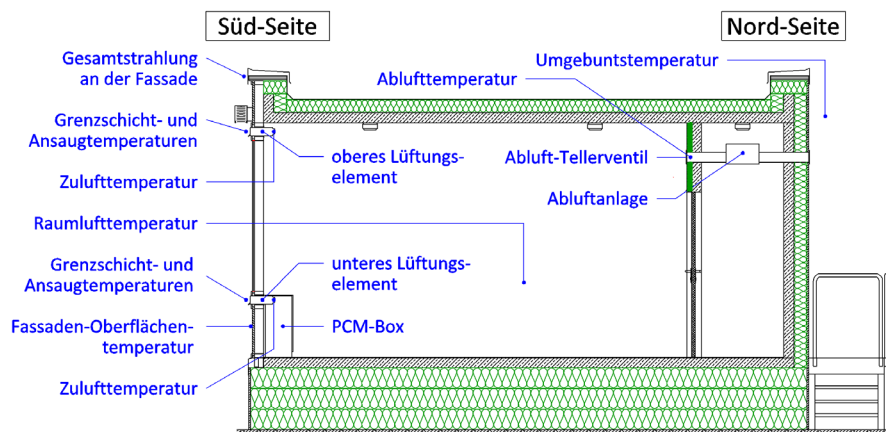 Süd-Seite
Nord-Seite
Gesamtstrahlung
an der Fassade
Umgebuntstemperatur
Ablufttemperatur
Grenzschicht- und
Ansaugtemperaturen
oberes Lüftungs-
element
Abluft-Tellerventil
Zulufttemperatur
Abluftanlage
Raumlufttemperatur
Grenzschicht- und
Ansaugtemperaturen
unteres Lüftungs-
element
Fassaden-Oberflächen-
temperatur
PCM-Box
Zulufttemperatur